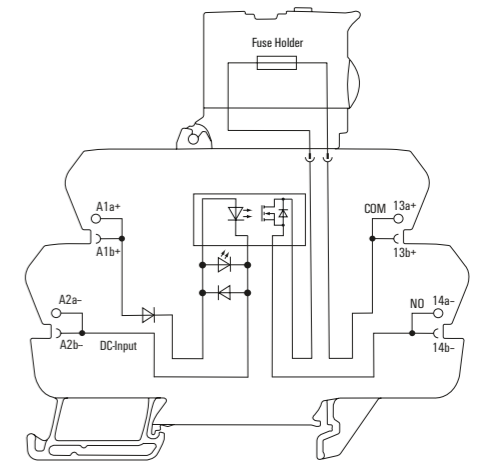 Fuse Holder
A1a+
COM 13a+
A1b+
13b+
A2a–
NO 14a–
A2b–
DC-Input
14b–